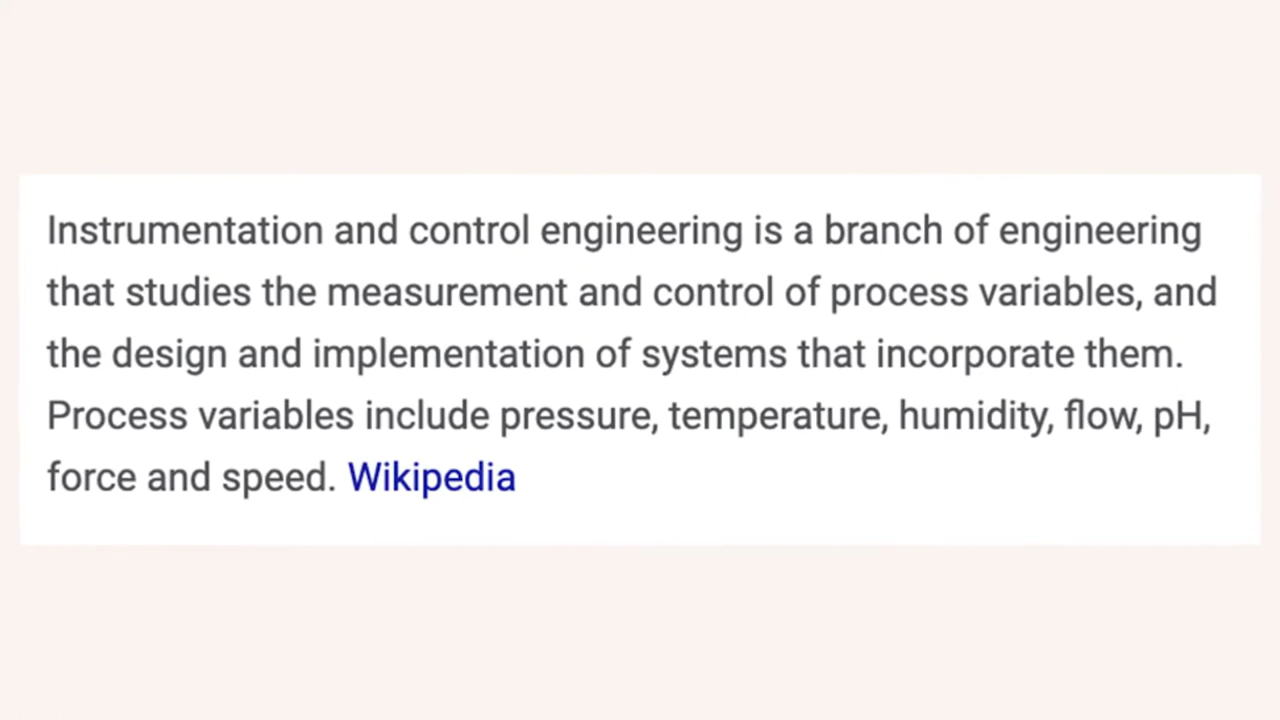 Instrumentation and control engineering is a branch of engineering
that studies the measurement and control of process variables, and
the design and implementation of systems that incorporate them.
Process variables include pressure, temperature, humidity, flow, pH,
force and speed. Wikipedia